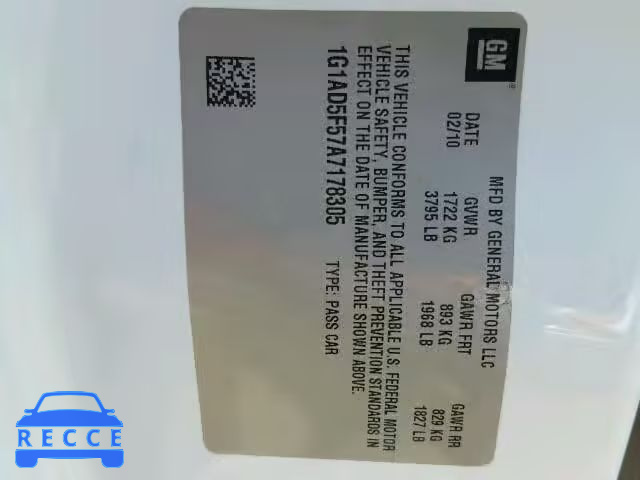 GM
®
MFD BY GENERAL MOTORS LLC
DATE GVWR GAWR FRT GAWR RR
02/10 1722 KG 893 KG 829 KG
3795 LB 1968 LB 1827 LB
THIS VEHICLE CONFORMS TO ALL APPLICABLE U.S. FEDERAL MOTOR
VEHICLE SAFETY, BUMPER, AND THEFT PREVENTION STANDARDS IN
EFFECT ON THE DATE OF MANUFACTURE SHOWN ABOVE.
1G1AD5F57A7178305 TYPE: PASS CAR
RECCE